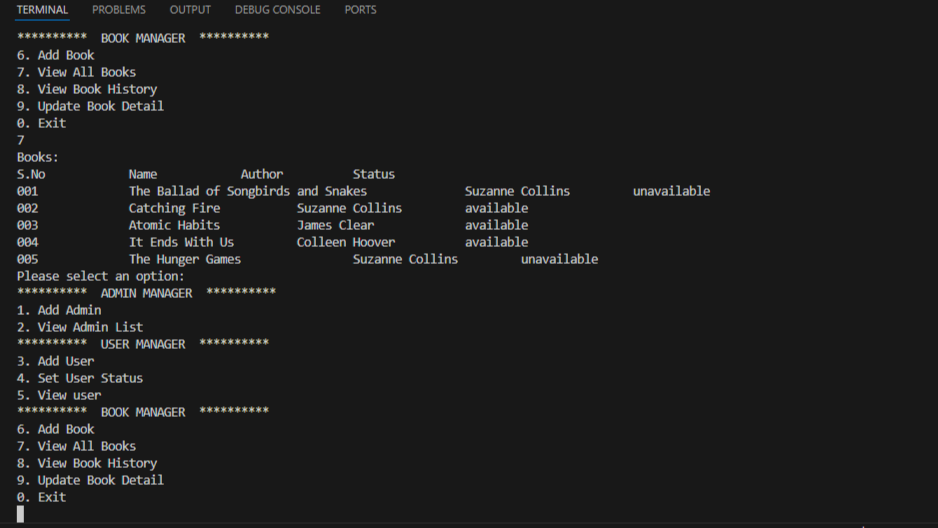 TERMINAL PROBLEMS OUTPUT DEBUG CONSOLE PORTS
********** BOOK MANAGER **********
6. Add Book
7. View All Books
8. View Book History
9. Update Book Detail
0. Exit
7
Books:
S.No Name Author Status
001 The Ballad of Songbirds and Snakes Suzanne Collins unavailable
002 Catching Fire Suzanne Collins available
003 Atomic Habits James Clear available
004 It Ends With Us Colleen Hoover available
005 The Hunger Games Suzanne Collins unavailable
Please select an option:
********** ADMIN MANAGER **********
1. Add Admin
2. View Admin List
********** USER MANAGER **********
3. Add User
4. Set User Status
5. View user
********** BOOK MANAGER **********
6. Add Book
7. View All Books
8. View Book History
9. Update Book Detail
0. Exit